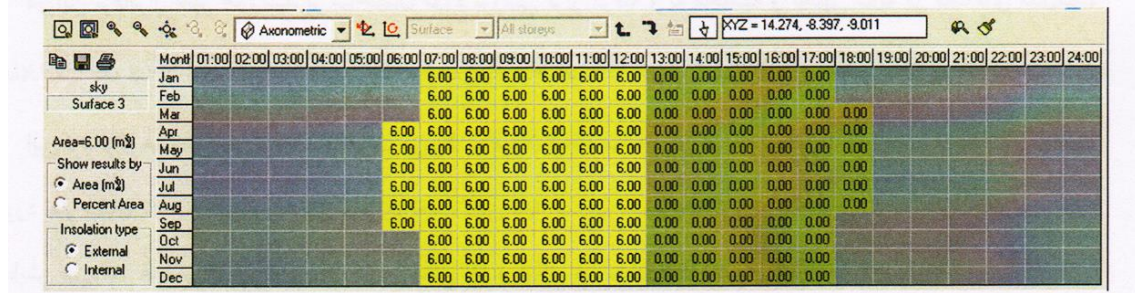 Axonometric Surface All storeys XYZ = 14.274, -8.397, -9.011
Month 01:00 02:00 03:00 04:00 05:00 06:00 07:00 08:00 09:00 10:00 11:00 12:00 13:00 14:00 15:00 16:00 17:00 18:00 19:00 20:00 21:00 22:00 23:00 24:00
sky
Surface 3
Area=6.00 (m2)
Show results by
Area (m2)
Percent Area
Insolation type
External
Internal
Jan 6.00 6.00 6.00 6.00 6.00 6.00 0.00 0.00 0.00 0.00 0.00
Feb 6.00 6.00 6.00 6.00 6.00 6.00 0.00 0.00 0.00 0.00 0.00
Mar 6.00 6.00 6.00 6.00 6.00 6.00 0.00 0.00 0.00 0.00 0.00 0.00
Apr 6.00 6.00 6.00 6.00 6.00 6.00 6.00 0.00 0.00 0.00 0.00 0.00 0.00
May 6.00 6.00 6.00 6.00 6.00 6.00 6.00 0.00 0.00 0.00 0.00 0.00 0.00
Jun 6.00 6.00 6.00 6.00 6.00 6.00 6.00 0.00 0.00 0.00 0.00 0.00 0.00
Jul 6.00 6.00 6.00 6.00 6.00 6.00 6.00 0.00 0.00 0.00 0.00 0.00 0.00
Aug 6.00 6.00 6.00 6.00 6.00 6.00 6.00 0.00 0.00 0.00 0.00 0.00 0.00
Sep 6.00 6.00 6.00 6.00 6.00 6.00 6.00 0.00 0.00 0.00 0.00 0.00
Oct 6.00 6.00 6.00 6.00 6.00 6.00 0.00 0.00 0.00 0.00 0.00
Nov 6.00 6.00 6.00 6.00 6.00 6.00 0.00 0.00 0.00 0.00 0.00
Dec 6.00 6.00 6.00 6.00 6.00 6.00 0.00 0.00 0.00 0.00 0.00